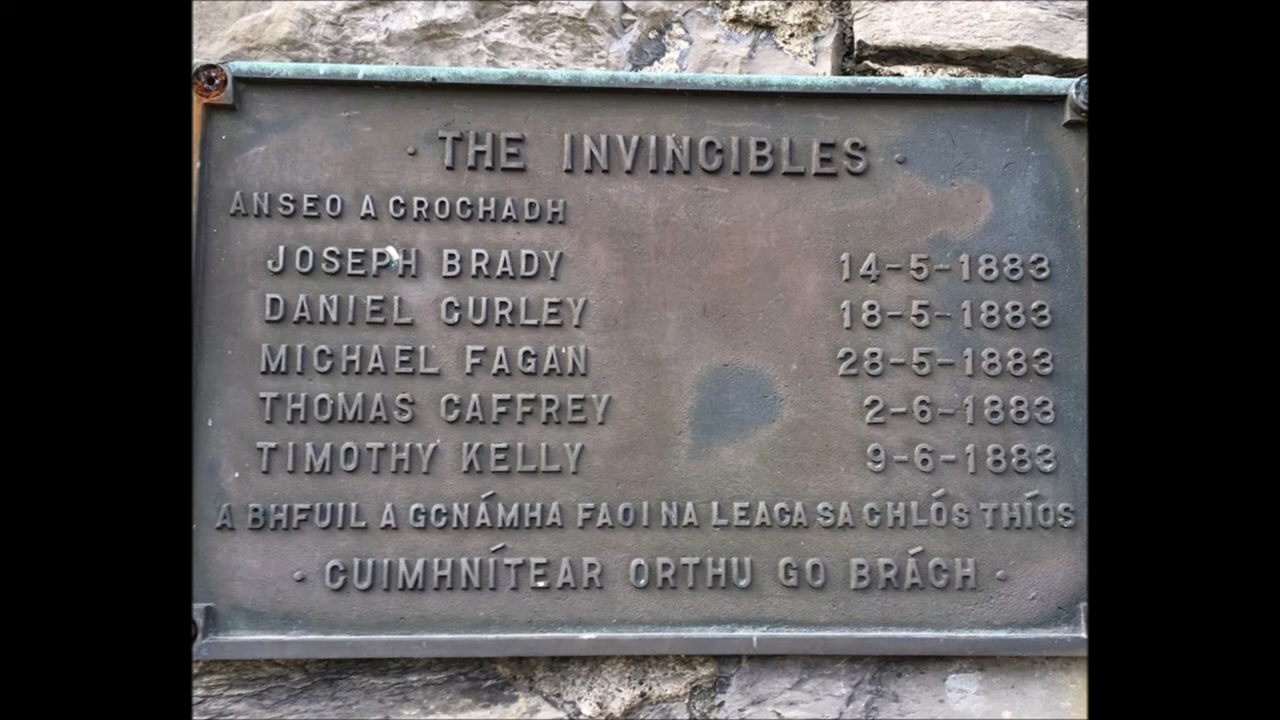 · THE INVINCIBLES ·
ANSEO A CROCHADH
JOSEPH BRADY 14-5-1883
DANIEL CURLEY 18-5-1883
MICHAEL FAGAN 28-5-1883
THOMAS CAFFREY 2-6-1883
TIMOTHY KELLY 9-6-1883
A BHFUIL A GCNÁMHA FAOI NA LEACA SA CHLÓS THÍOS
· CUIMHNÍTEAR ORTHU GO BRÁCH ·